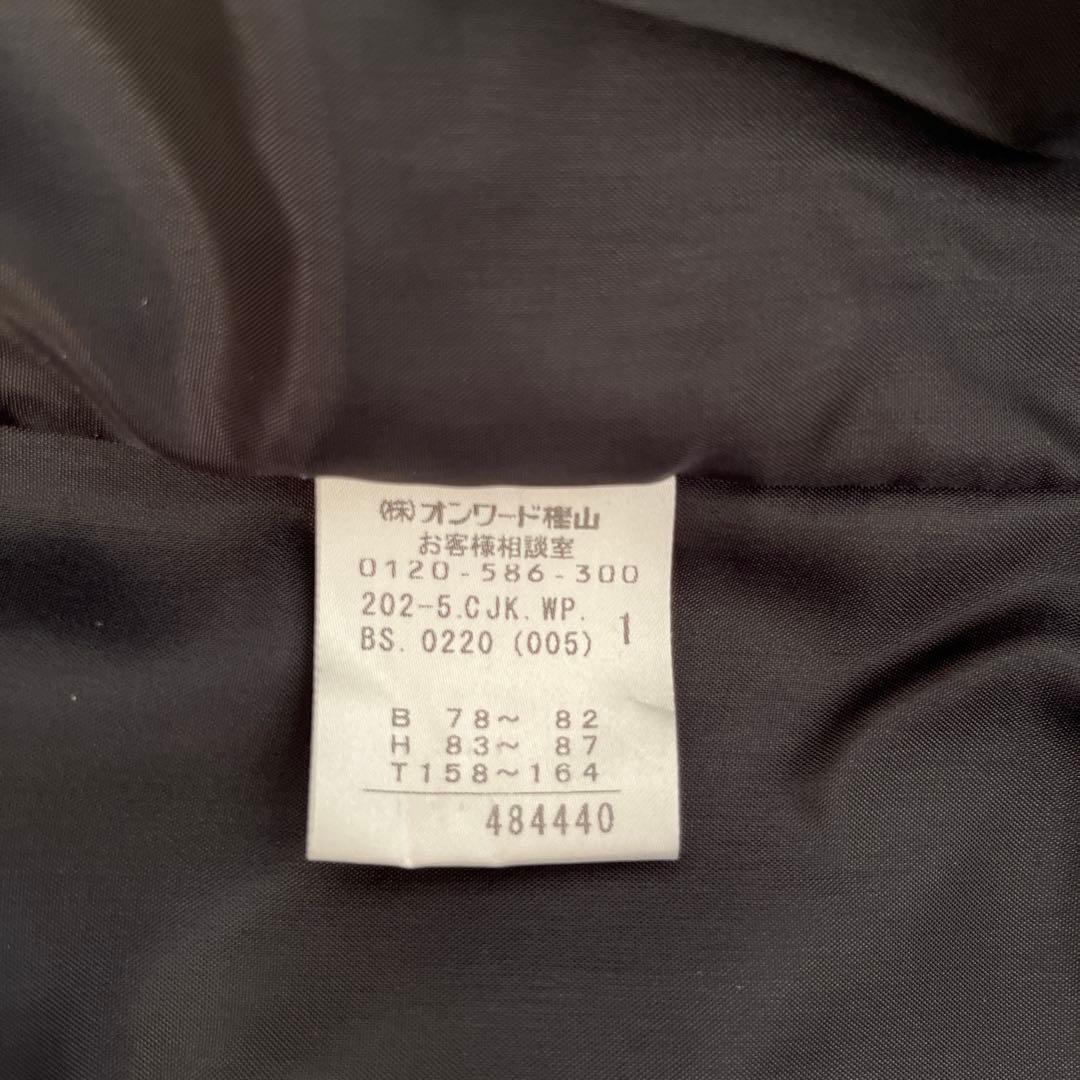 (株)オンワード樫山
お客様相談室
0120-586-300
202-5.CJK.WP.
BS.0220 (005) 1
B 78〜 82
H 83〜 87
T158〜164
484440